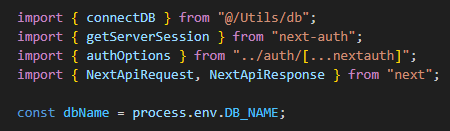 import { connectDB } from "@/Utils/db";
import { getServerSession } from "next-auth";
import { authOptions } from "../auth/[...nextauth]";
import { NextApiRequest, NextApiResponse } from "next";
const dbName = process.env.DB_NAME;